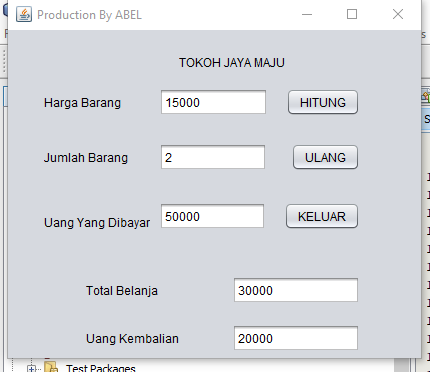 Production By ABEL
TOKOH JAYA MAJU
Harga Barang 15000 HITUNG
Jumlah Barang 2 ULANG
Uang Yang Dibayar 50000 KELUAR
Total Belanja 30000
Uang Kembalian 20000
Test Packages